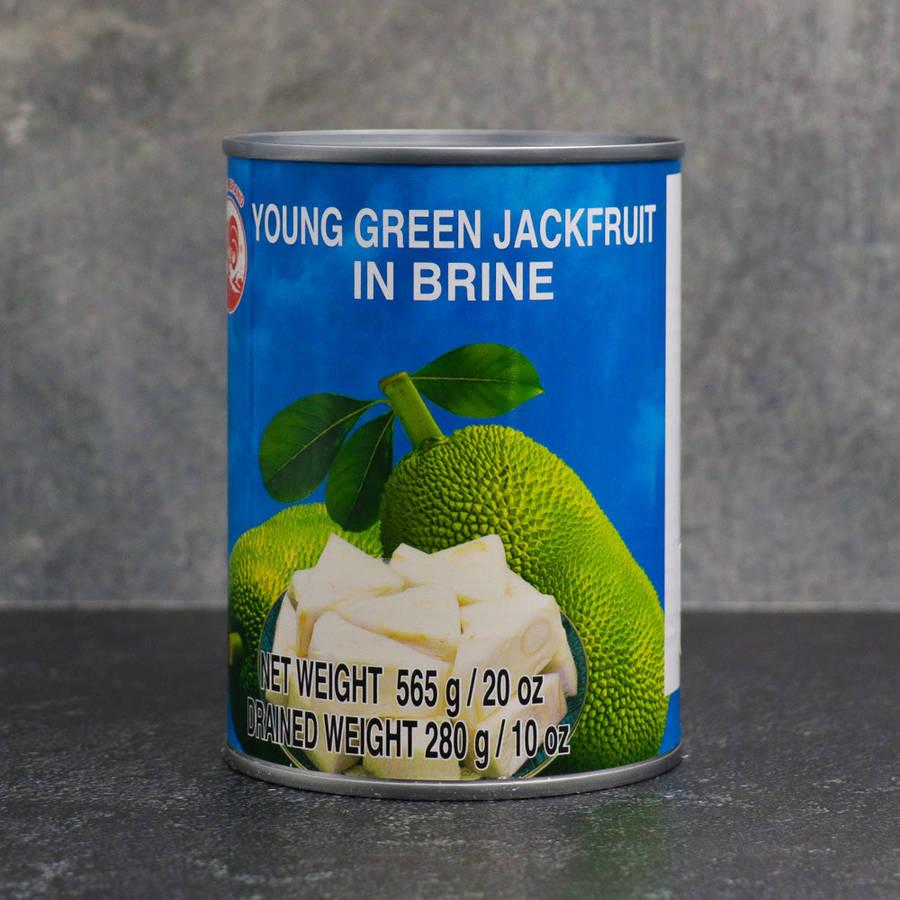 YOUNG GREEN JACKFRUIT
IN BRINE
NET WEIGHT 565 g / 20 oz
DRAINED WEIGHT 280 g / 10 oz